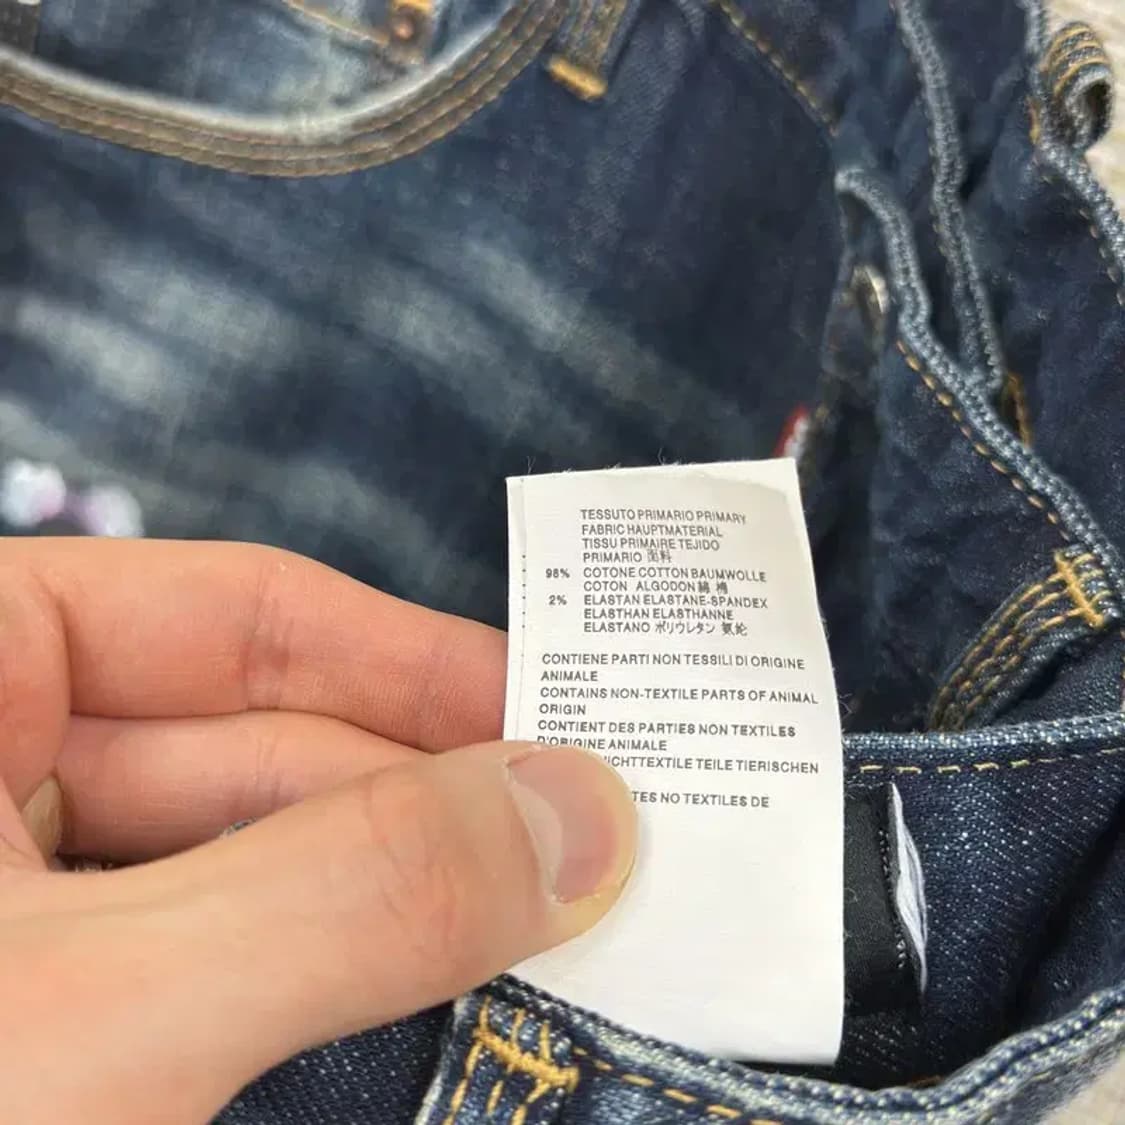 TESSUTO PRIMARIO PRIMARY
FABRIC HAUPTMATERIAL
TISSU PRIMAIRE TEJIDO
PRIMARIO 面料
98% COTONE COTTON BAUMWOLLE
COTON ALGODON 綿 棉
2% ELASTAN ELASTANE-SPANDEX
ELASTHAN ELASTHANNE
ELASTANO ポリウレタン 氨纶
CONTIENE PARTI NON TESSILI DI ORIGINE
ANIMALE
CONTAINS NON-TEXTILE PARTS OF ANIMAL
ORIGIN
CONTIENT DES PARTIES NON TEXTILES
D'ORIGINE ANIMALE
TEILE TIERISCHEN
NO TEXTILES DE